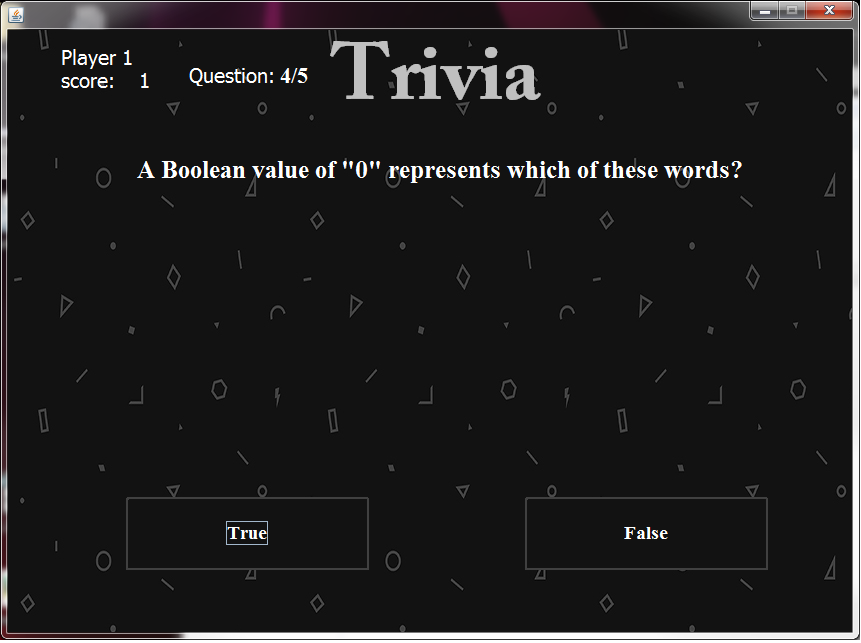 Trivia
Player 1
score: 1
Question: 4/5
A Boolean value of "0" represents which of these words?
True
False